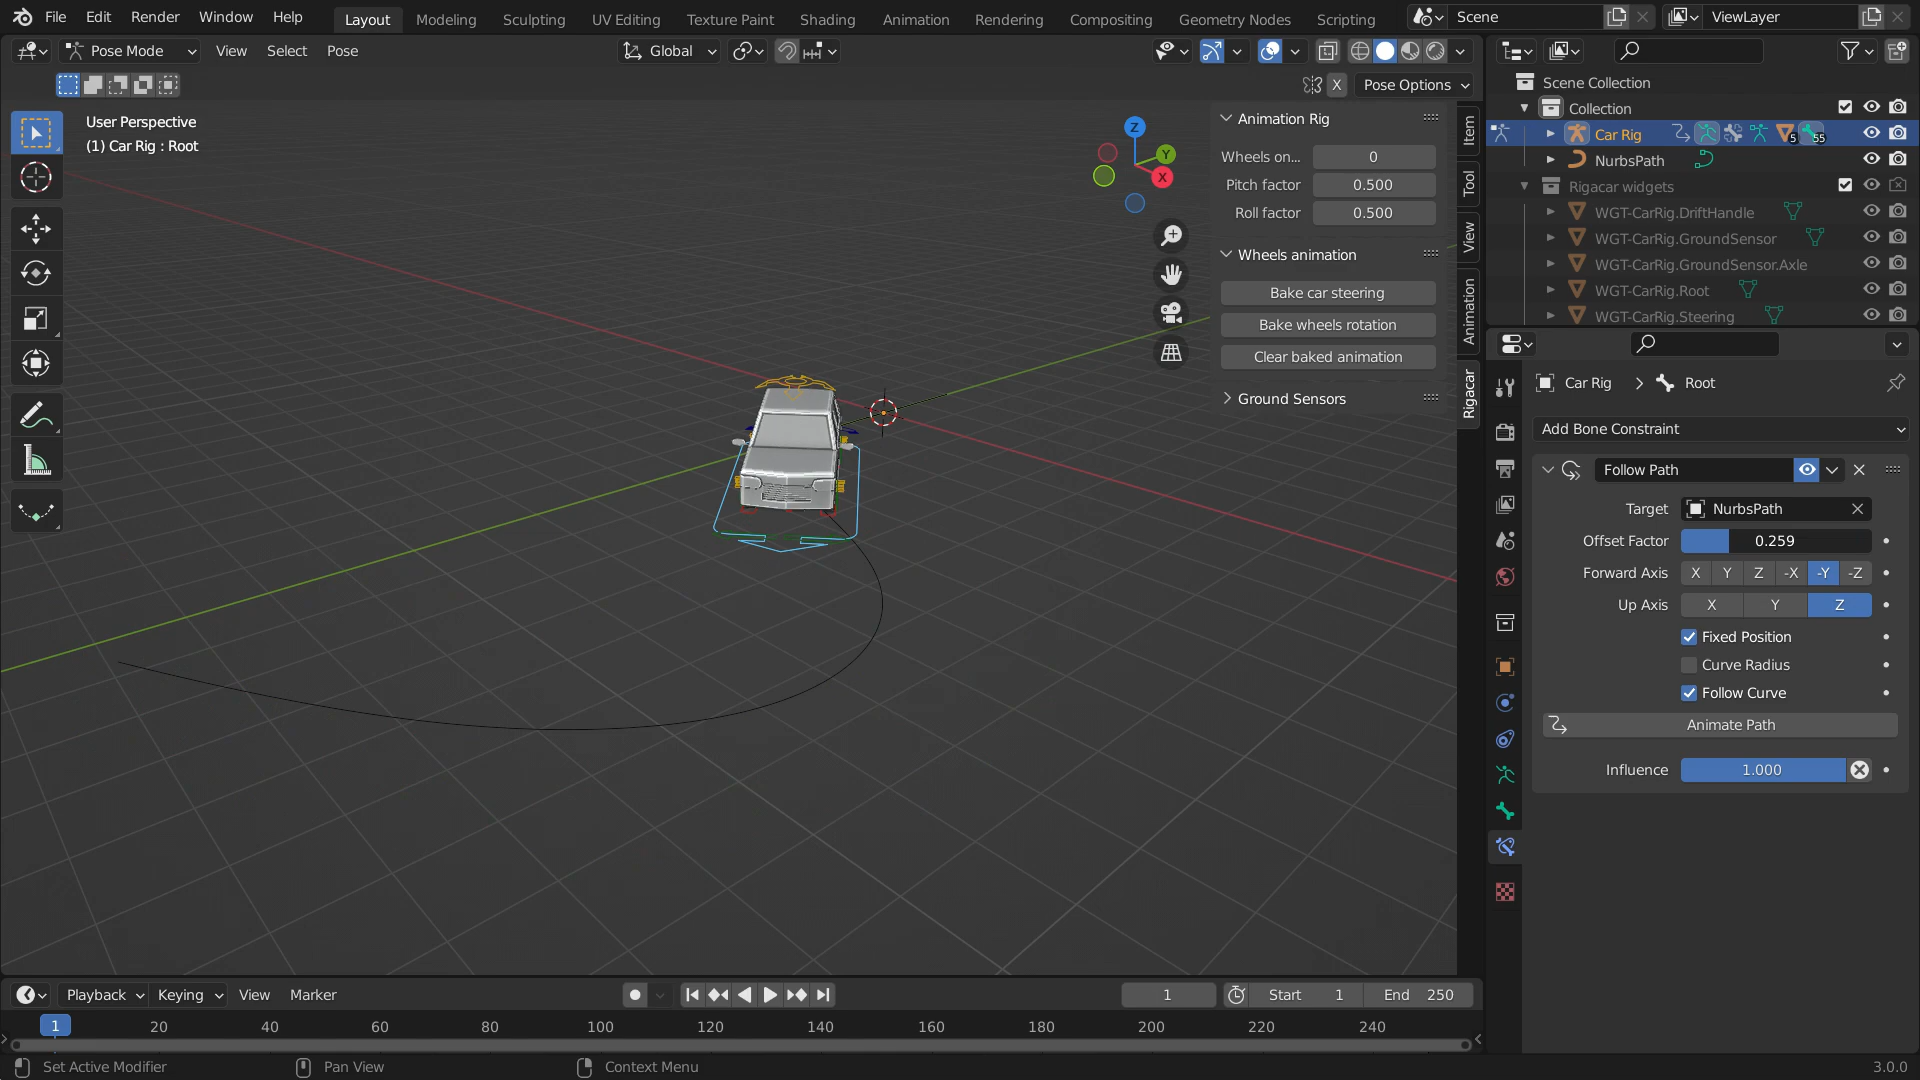 File Edit Render Window Help Layout Modeling Sculpting UV Editing Texture Paint Shading Animation Rendering Compositing Geometry Nodes Scripting Scene ViewLayer
Pose Mode View Select Pose Global
X Pose Options
User Perspective
(1) Car Rig : Root
Z
Y
X
Animation Rig
Wheels on... 0
Pitch factor 0.500
Roll factor 0.500
Wheels animation
Bake car steering
Bake wheels rotation
Clear baked animation
Ground Sensors
Item
Tool
View
Animation
Rigacar
Scene Collection
Collection
Car Rig 5 55
NurbsPath
Rigacar widgets
WGT-CarRig.DriftHandle
WGT-CarRig.GroundSensor
WGT-CarRig.GroundSensor.Axle
WGT-CarRig.Root
WGT-CarRig.Steering
Car Rig Root
Add Bone Constraint
Follow Path
Target NurbsPath
Offset Factor 0.259
Forward Axis X Y Z -X -Y -Z
Up Axis X Y Z
Fixed Position
Curve Radius
Follow Curve
Animate Path
Influence 1.000
Playback Keying View Marker 1 Start 1 End 250
1 20 40 60 80 100 120 140 160 180 200 220 240
Set Active Modifier Pan View Context Menu 3.0.0